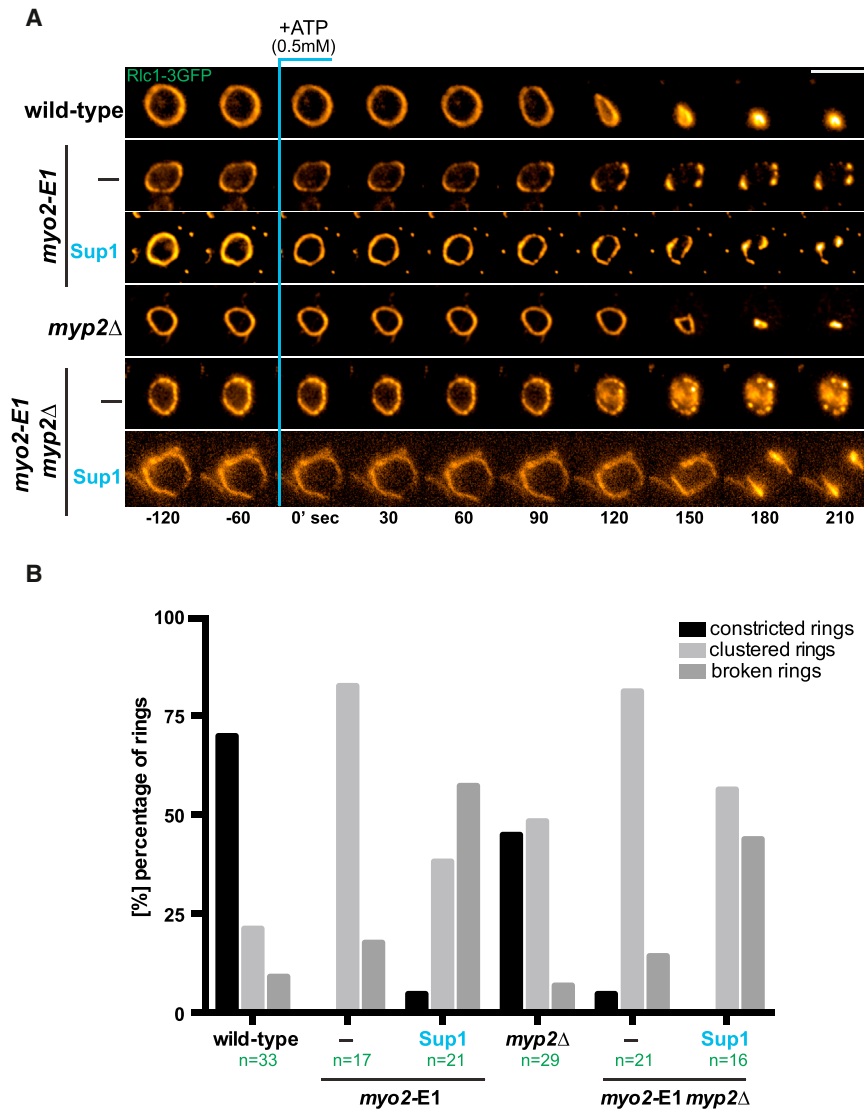 A
+ATP
(0.5mM)
Rlc1-3GFP
wild-type
myo2-E1
—
Sup1
myp2Δ
myo2-E1
myp2Δ
—
Sup1
-120 -60 0' sec 30 60 90 120 150 180 210
B
[%] percentage of rings
100
75
50
25
0
constricted rings
clustered rings
broken rings
wild-type — Sup1 myp2Δ — Sup1
n=33 n=17 n=21 n=29 n=21 n=16
myo2-E1 myo2-E1 myp2Δ